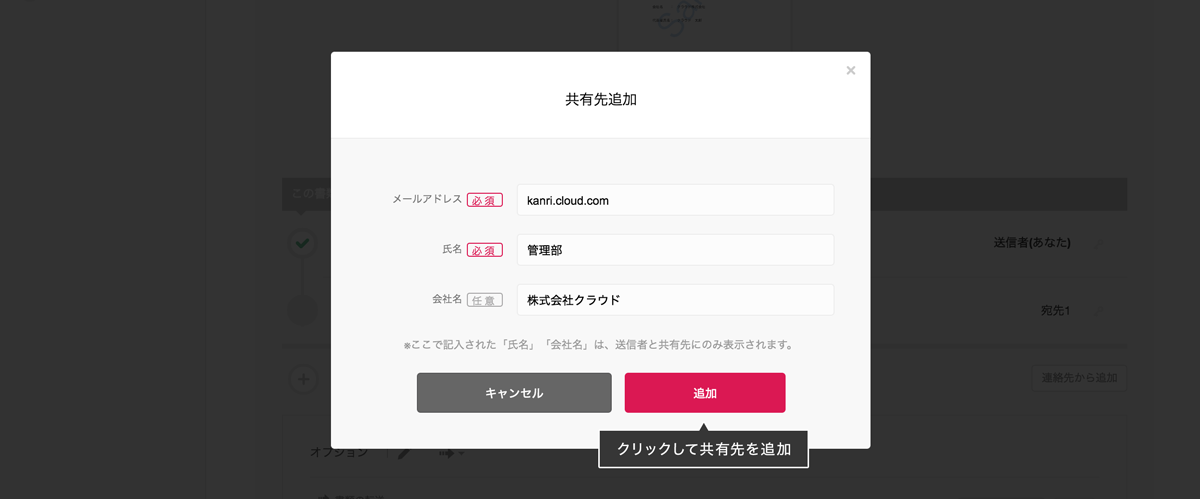 ×
共有先追加
メールアドレス 必須 kanri.cloud.com
氏名 必須 管理部
会社名 任意 株式会社クラウド
※ここで記入された「氏名」「会社名」は、送信者と共有先にのみ表示されます。
キャンセル 追加
クリックして共有先を追加
送信者(あなた)
宛先1
連絡先から追加
オプション